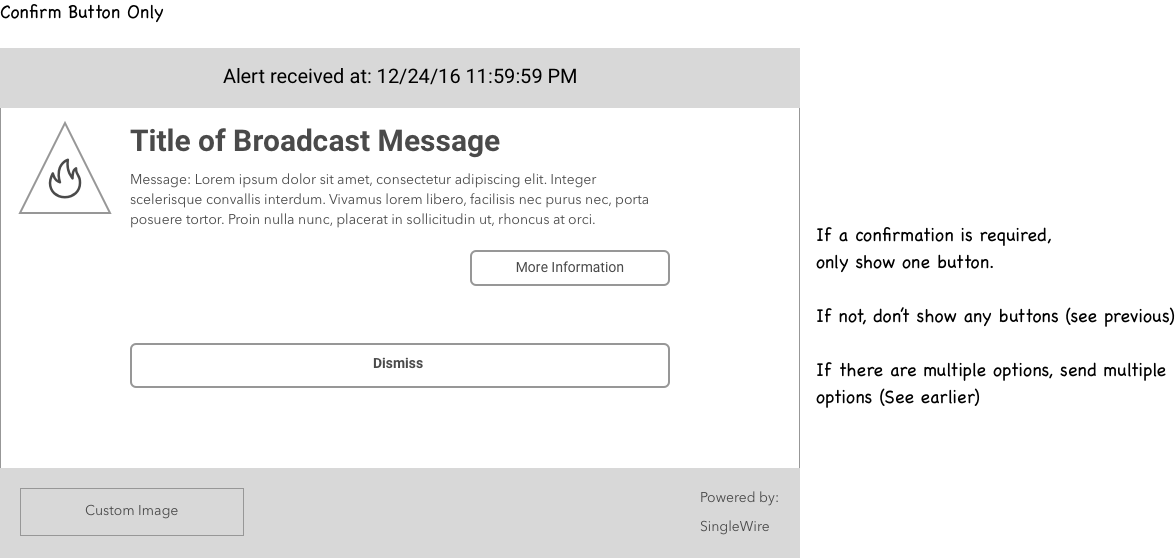 Confirm Button Only
Alert received at: 12/24/16 11:59:59 PM
Title of Broadcast Message
Message: Lorem ipsum dolor sit amet, consectetur adipiscing elit. Integer
scelerisque convallis interdum. Vivamus lorem libero, facilisis nec purus nec, porta
posuere tortor. Proin nulla nunc, placerat in sollicitudin ut, rhoncus at orci.
More Information
Dismiss
If a confirmation is required,
only show one button.
If not, don't show any buttons (see previous)
If there are multiple options, send multiple
options (See earlier)
Custom Image
Powered by:
SingleWire